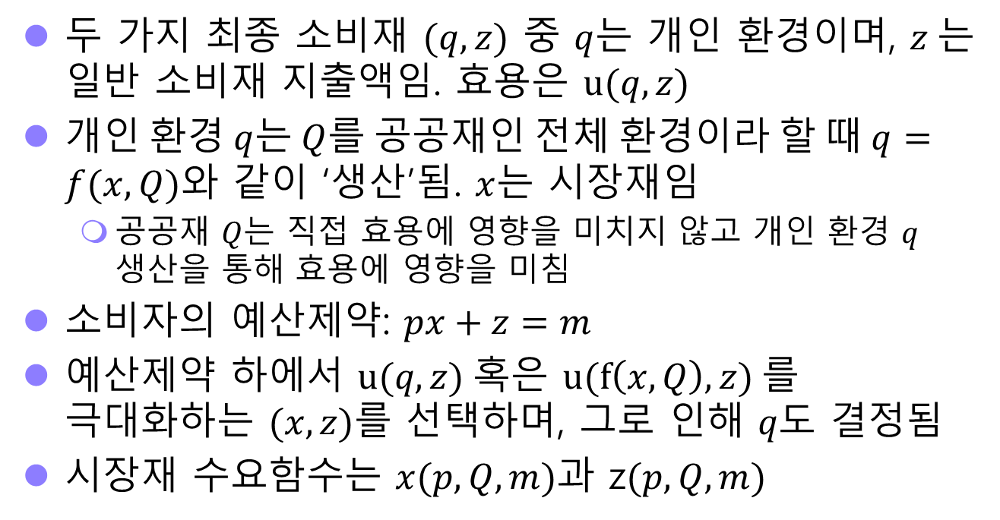 ● 두 가지 최종 소비재 (q, z) 중 q는 개인 환경이며, z 는
일반 소비재 지출액임. 효용은 u(q, z)
● 개인 환경 q는 Q를 공공재인 전체 환경이라 할 때 q =
f(x, Q)와 같이 ‘생산’됨. x는 시장재임
❍ 공공재 Q는 직접 효용에 영향을 미치지 않고 개인 환경 q
생산을 통해 효용에 영향을 미침
● 소비자의 예산제약: px + z = m
● 예산제약 하에서 u(q, z) 혹은 u(f(x, Q), z) 를
극대화하는 (x, z)를 선택하며, 그로 인해 q도 결정됨
● 시장재 수요함수는 x(p, Q, m)과 z(p, Q, m)